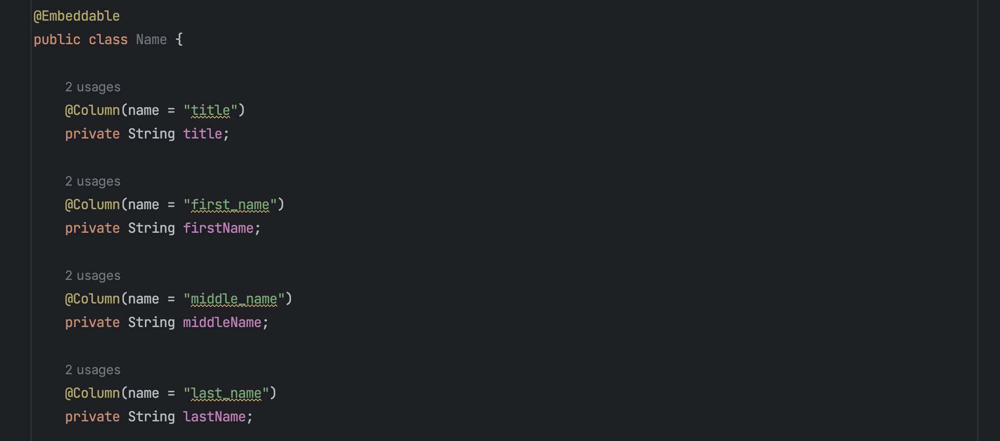 @Embeddable
public class Name {
2 usages
@Column(name = "title")
private String title;
2 usages
@Column(name = "first_name")
private String firstName;
2 usages
@Column(name = "middle_name")
private String middleName;
2 usages
@Column(name = "last_name")
private String lastName;